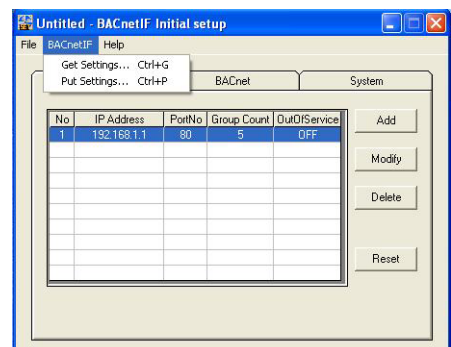 Untitled - BACnetIF Initial setup
File BACnetIF Help
Get Settings... Ctrl+G
Put Settings... Ctrl+P
BACnet System
No IP Address PortNo Group Count OutOfService
1 192.168.1.1 80 5 OFF
Add
Modify
Delete
Reset